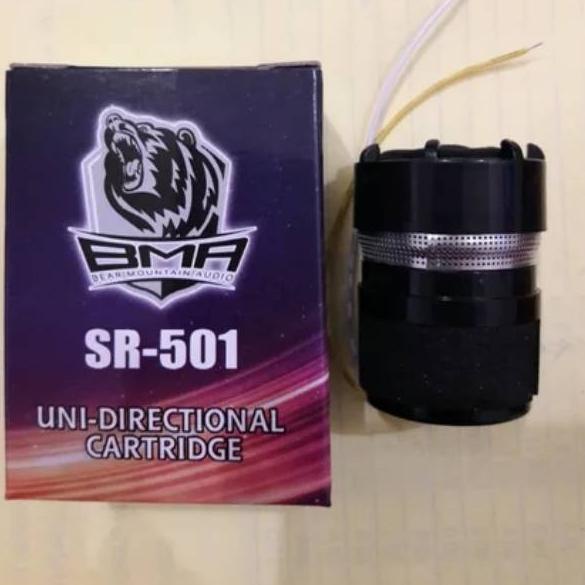 BMA
BEAR MOUNTAIN AUDIO
SR-501
UNI-DIRECTIONAL
CARTRIDGE